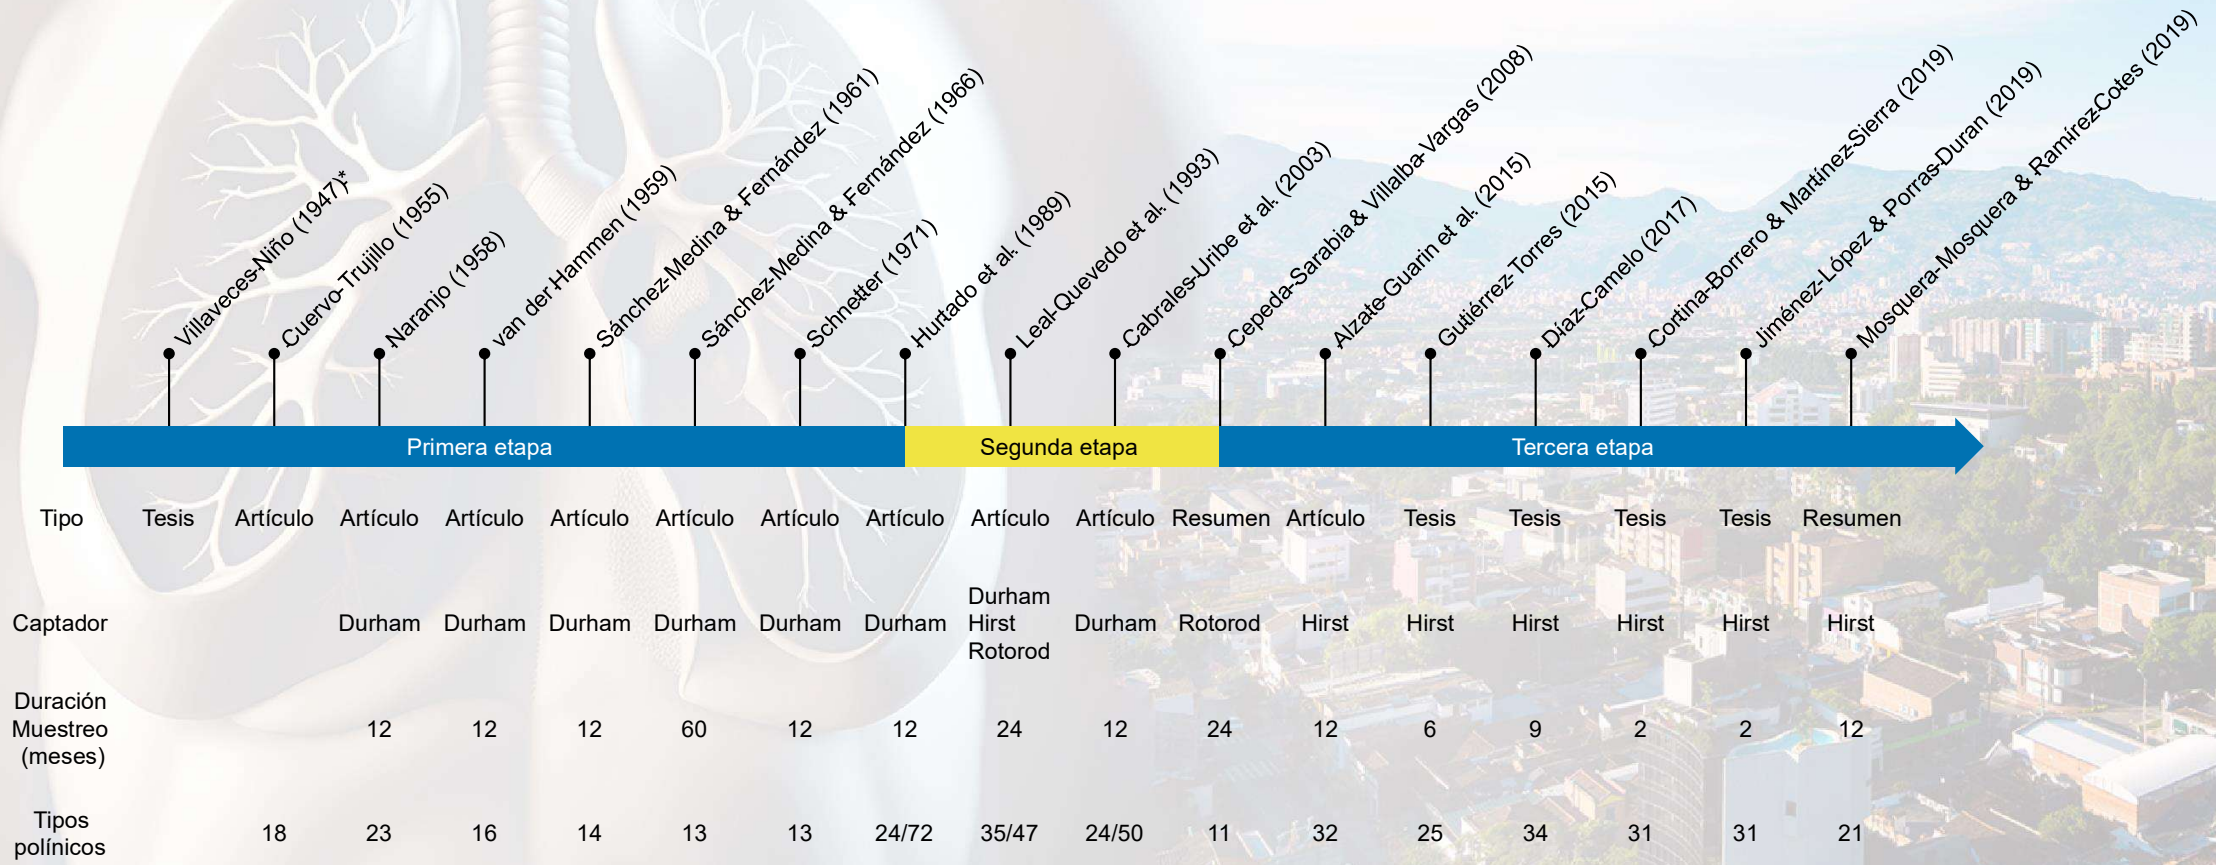 Villaveces-Niño (1947)*
Cuervo-Trujillo (1955)
Naranjo (1958)
van der Hammen (1959)
Sánchez-Medina & Fernández (1961)
Sánchez-Medina & Fernández (1966)
Schnetter (1971)
Hurtado et al. (1989)
Leal-Quevedo et al. (1993)
Cabrales-Uribe et al. (2003)
Cepeda-Sarabia & Villalba-Vargas (2008)
Alzate-Guarin et al. (2015)
Gutiérrez-Torres (2015)
Díaz-Camelo (2017)
Cortina-Borrero & Martínez-Sierra (2019)
Jiménez-López & Porras-Duran (2019)
Mosquera-Mosquera & Ramírez-Cotes (2019)
Primera etapa Segunda etapa Tercera etapa
Tipo Tesis Artículo Artículo Artículo Artículo Artículo Artículo Artículo Artículo Artículo Resumen Artículo Tesis Tesis Tesis Tesis Resumen
Captador Durham Durham Durham Durham Durham Durham Durham Hirst Rotorod Durham Rotorod Hirst Hirst Hirst Hirst Hirst Hirst
Duración
Muestreo
(meses) 12 12 12 60 12 12 24 12 24 12 6 9 2 2 12
Tipos
polínicos 18 23 16 14 13 13 24/72 35/47 24/50 11 32 25 34 31 31 21